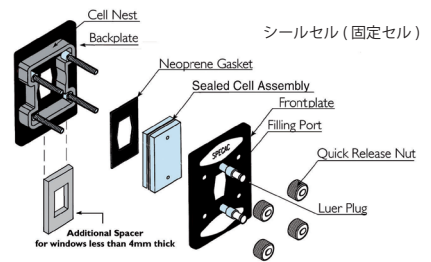 Cell Nest
シールセル ( 固定セル )
Backplate
Neoprene Gasket
Sealed Cell Assembly
Frontplate
Filling Port
SPECAC
Quick Release Nut
Luer Plug
Additional Spacer
for windows less than 4mm thick